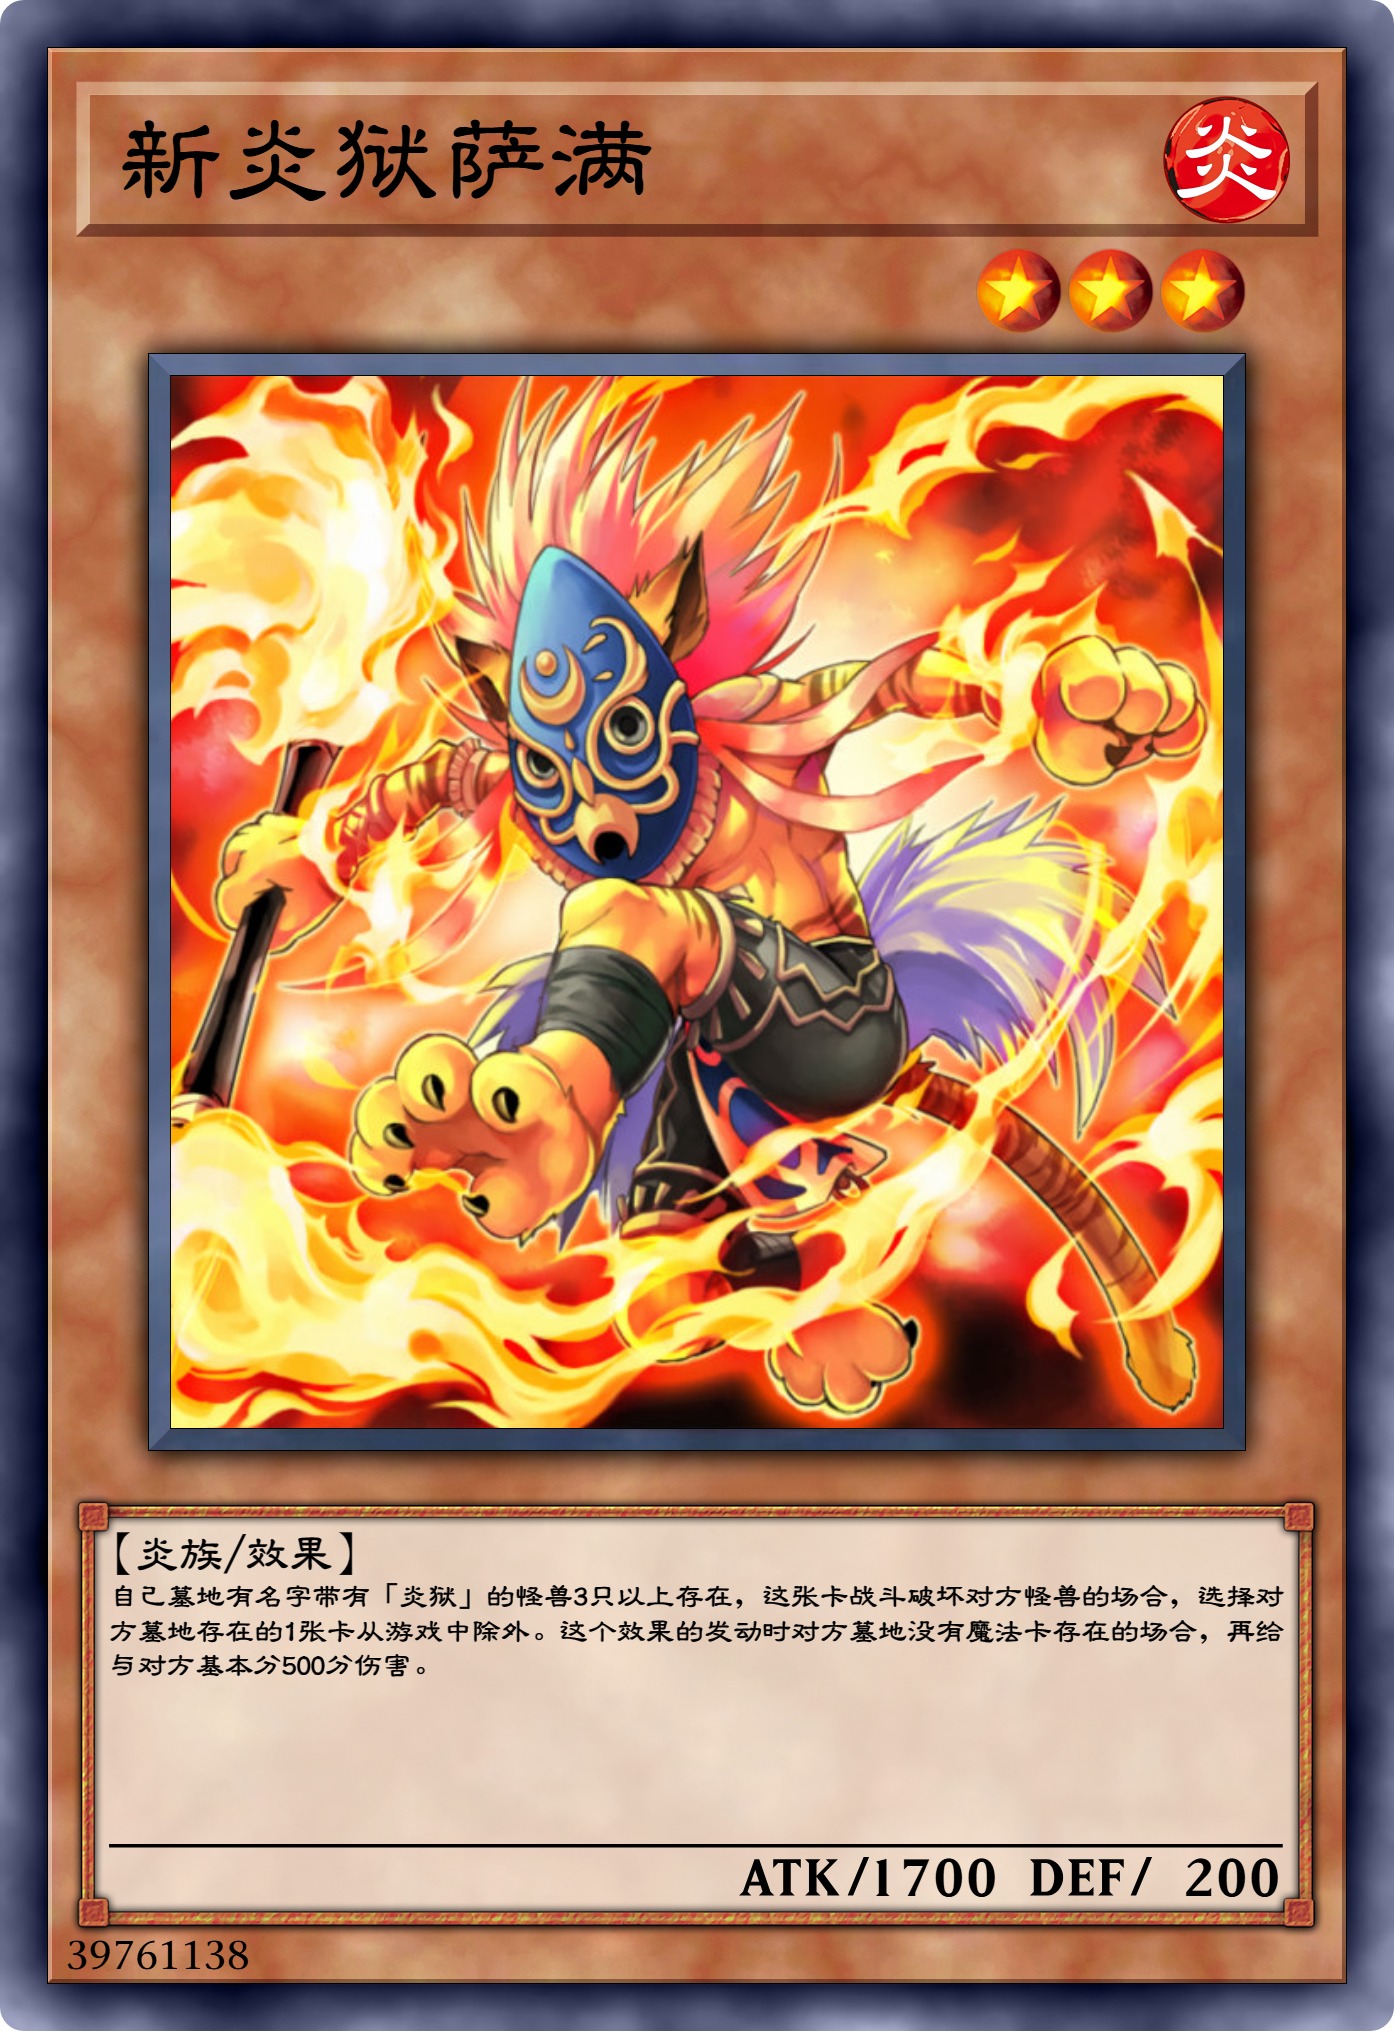 新炎狱萨满
炎
【炎族/效果】
自己墓地有名字带有「炎狱」的怪兽3只以上存在，这张卡战斗破坏对方怪兽的场合，选择对
方墓地存在的1张卡从游戏中除外。这个效果的发动时对方墓地没有魔法卡存在的场合，再给
与对方基本分500分伤害。
ATK/1700 DEF/ 200
39761138